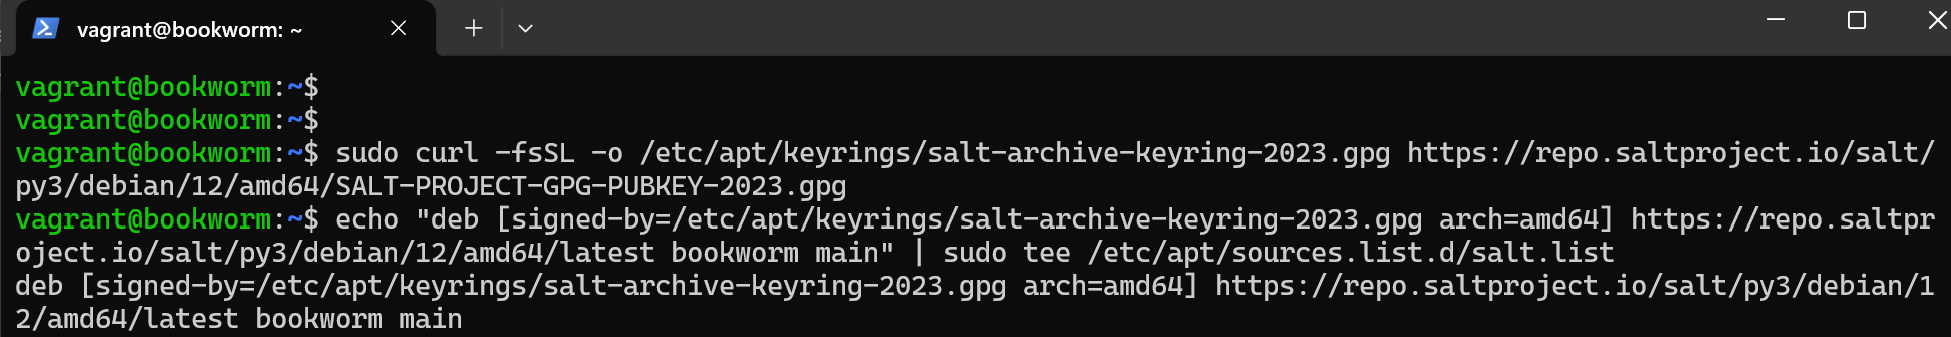 vagrant@bookworm: ~
vagrant@bookworm:~$
vagrant@bookworm:~$
vagrant@bookworm:~$ sudo curl -fsSL -o /etc/apt/keyrings/salt-archive-keyring-2023.gpg https://repo.saltproject.io/salt/
py3/debian/12/amd64/SALT-PROJECT-GPG-PUBKEY-2023.gpg
vagrant@bookworm:~$ echo "deb [signed-by=/etc/apt/keyrings/salt-archive-keyring-2023.gpg arch=amd64] https://repo.saltpr
oject.io/salt/py3/debian/12/amd64/latest bookworm main" | sudo tee /etc/apt/sources.list.d/salt.list
deb [signed-by=/etc/apt/keyrings/salt-archive-keyring-2023.gpg arch=amd64] https://repo.saltproject.io/salt/py3/debian/1
2/amd64/latest bookworm main